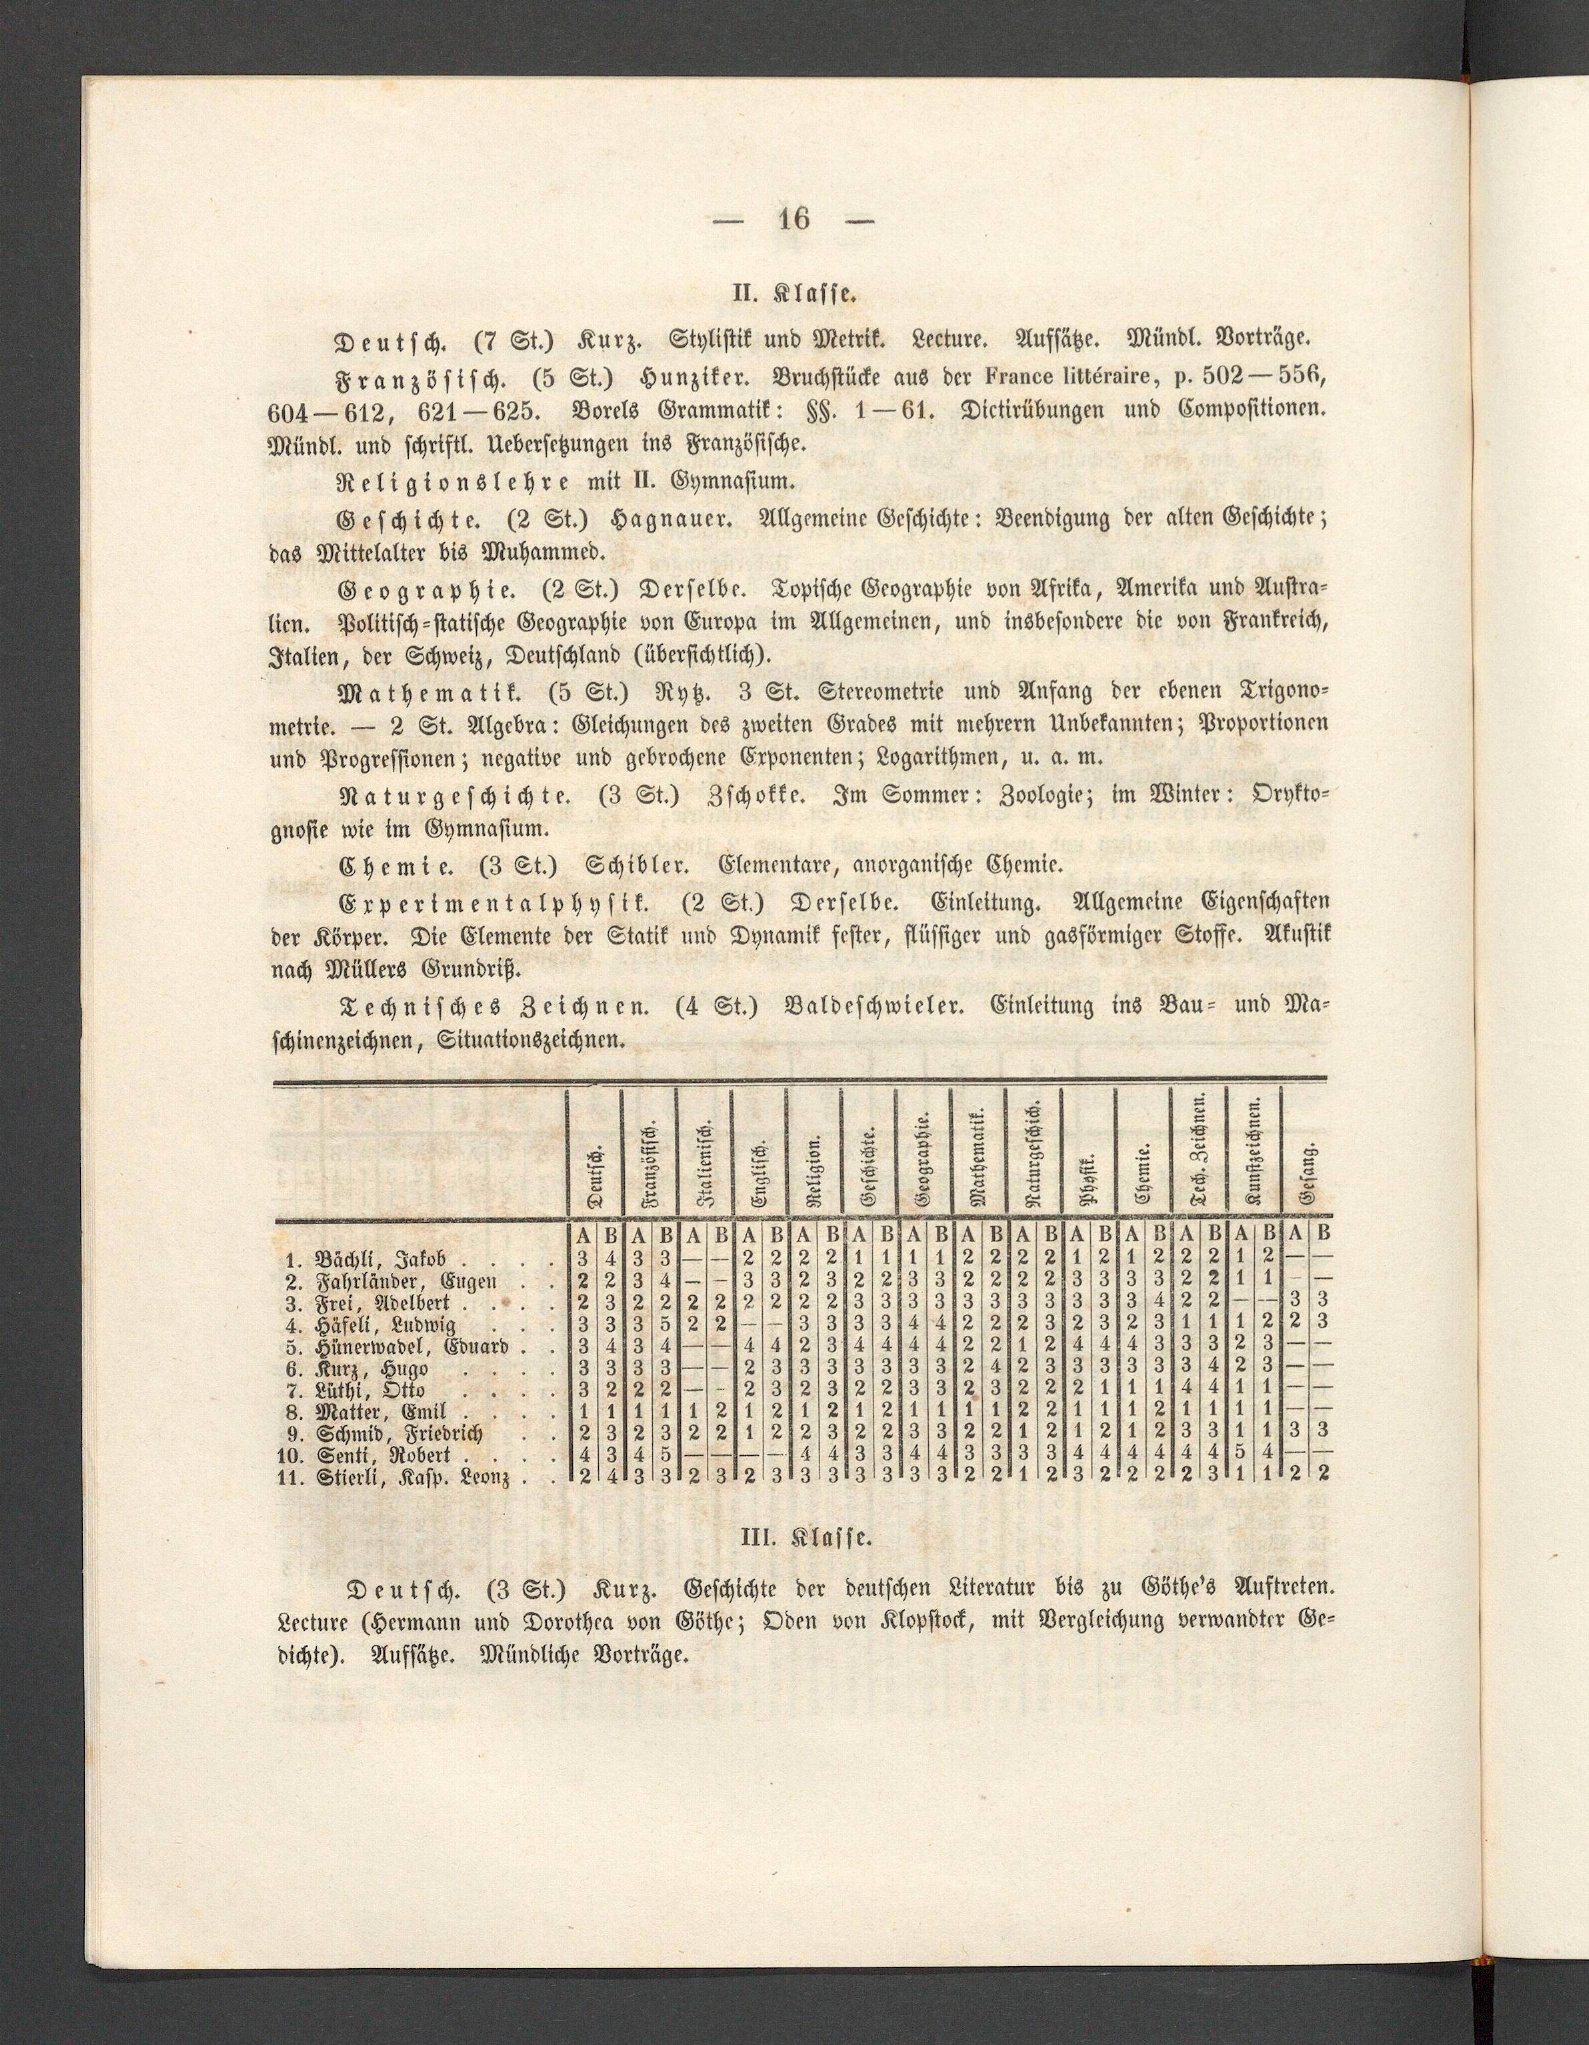 — 16 —
II. Klasse.
Deutsch. (7 St.) Kurz. Stylistik und Metrik. Lecture. Aufsätze. Mündl. Vorträge.
Französisch. (5 St.) Hunziker. Bruchstücke aus der France littéraire, p. 502—556,
604—612, 621—625. Borels Grammatik: §§. 1—61. Dictirübungen und Compositionen.
Mündl. und schriftl. Uebersetzungen ins Französische.
Religionslehre mit II. Gymnasium.
Geschichte. (2 St.) Hagnauer. Allgemeine Geschichte: Beendigung der alten Geschichte;
das Mittelalter bis Muhammed.
Geographie. (2 St.) Derselbe. Topische Geographie von Afrika, Amerika und Austra-
lien. Politisch-statische Geographie von Europa im Allgemeinen, und insbesondere die von Frankreich,
Italien, der Schweiz, Deutschland (übersichtlich).
Mathematik. (5 St.) Rytz. 3 St. Stereometrie und Anfang der ebenen Trigono-
metrie. — 2 St. Algebra: Gleichungen des zweiten Grades mit mehrern Unbekannten; Proportionen
und Progressionen; negative und gebrochene Exponenten; Logarithmen, u. a. m.
Naturgeschichte. (3 St.) Zschokke. Im Sommer: Zoologie; im Winter: Orykto-
gnosie wie im Gymnasium.
Chemie. (3 St.) Schibler. Elementare, anorganische Chemie.
Experimentalphysik. (2 St.) Derselbe. Einleitung. Allgemeine Eigenschaften
der Körper. Die Elemente der Statik und Dynamik fester, flüssiger und gasförmiger Stoffe. Akustik
nach Müllers Grundriß.
Technisches Zeichnen. (4 St.) Baldeschwieler. Einleitung ins Bau- und Ma-
schinenzeichnen, Situationszeichnen.
Deutsch. Französisch. Italienisch. Englisch. Religion. Geschichte. Geographie. Mathematik. Naturgeschich. Physik. Chemie. Tech. Zeichnen. Kunstzeichnen. Gesang.
A B A B A B A B A B A B A B A B A B A B A B A B A B A B
1. Bächli, Jakob . . . . 3 4 3 3 — — 2 2 2 2 1 1 1 1 2 2 2 2 1 2 1 2 2 2 1 2 — —
2. Fahrländer, Eugen . . 2 2 3 4 — — 3 3 2 3 2 2 3 3 2 2 2 2 3 3 3 3 2 2 1 1 — —
3. Frei, Adelbert . . . . 2 3 2 2 2 2 2 2 2 2 3 3 3 3 3 3 3 3 3 3 3 4 2 2 — — 3 3
4. Häfeli, Ludwig . . . 3 3 3 5 2 2 — — 3 3 3 3 4 4 2 2 2 3 2 3 2 3 1 1 1 2 2 3
5. Hünerwadel, Eduard . . 3 4 3 4 — — 4 4 2 3 4 4 4 4 2 2 1 2 4 4 4 3 3 3 2 3 — —
6. Kurz, Hugo . . . . 3 3 3 3 — — 2 3 3 3 3 3 3 3 2 4 2 3 3 3 3 3 3 4 2 3 — —
7. Lüthi, Otto . . . . 3 2 2 2 — — 2 3 2 3 2 2 3 3 2 3 2 2 2 1 1 1 4 4 1 1 — —
8. Matter, Emil . . . . 1 1 1 1 1 2 1 2 1 2 1 2 1 1 1 1 2 2 1 1 1 2 1 1 1 1 — —
9. Schmid, Friedrich . . 2 3 2 3 2 2 1 2 2 3 2 2 3 3 2 2 1 2 1 2 1 2 3 3 1 1 3 3
10. Senti, Robert . . . . 4 3 4 5 — — — — 4 4 3 3 4 4 3 3 3 3 4 4 4 4 4 4 5 4 — —
11. Stierli, Kasp. Leonz . . 2 4 3 3 2 3 2 3 3 3 3 3 3 3 2 2 1 2 3 2 2 2 2 3 1 1 2 2
III. Klasse.
Deutsch. (3 St.) Kurz. Geschichte der deutschen Literatur bis zu Göthe's Auftreten.
Lecture (Hermann und Dorothea von Göthe; Oden von Klopstock, mit Vergleichung verwandter Ge-
dichte). Aufsätze. Mündliche Vorträge.